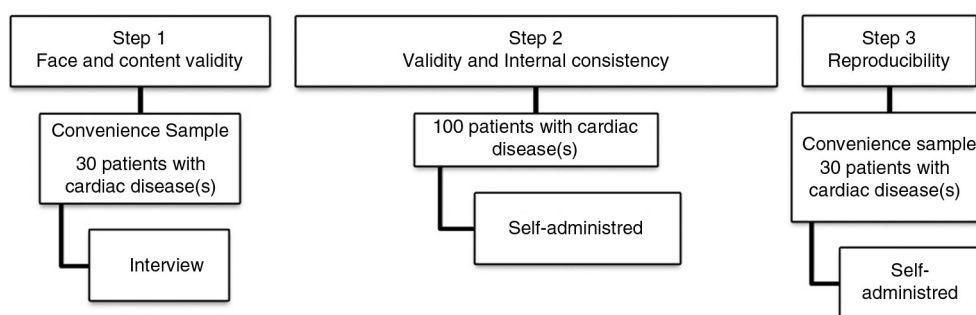 Step 1
Face and content validity
Convenience Sample
30 patients with
cardiac disease(s)
Interview
Step 2
Validity and Internal consistency
100 patients with cardiac
disease(s)
Self-administred
Step 3
Reproducibility
Convenience sample
30 patients with
cardiac disease(s)
Self-
administred